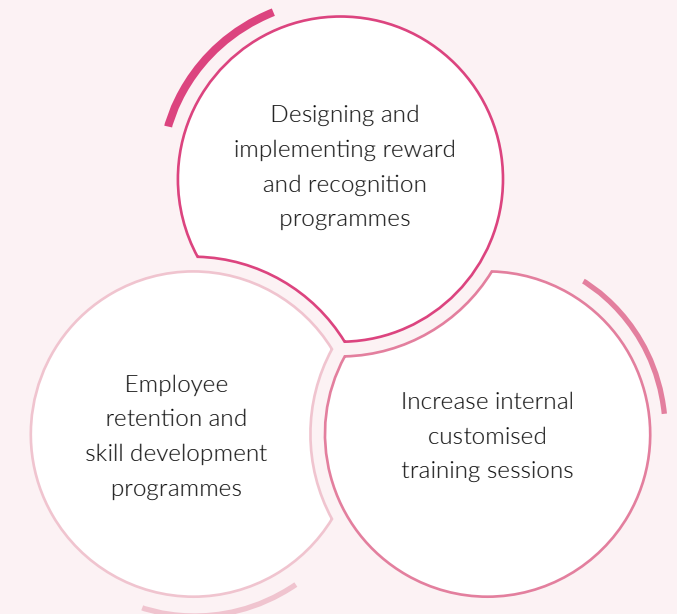 Designing and
implementing reward
and recognition
programmes
Employee
retention and
skill development
programmes
Increase internal
customised
training sessions